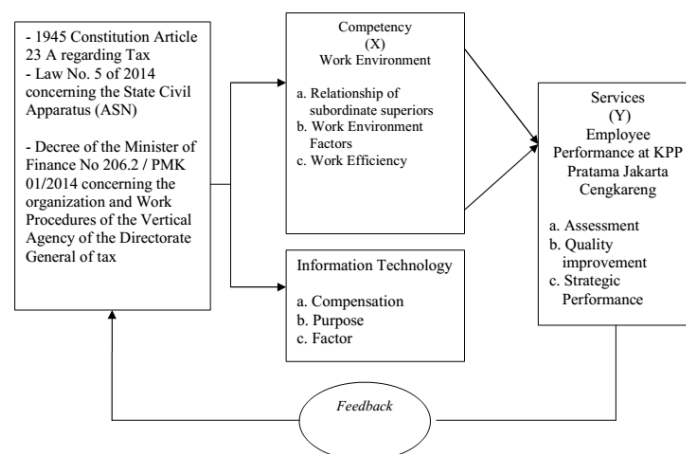 - 1945 Constitution Article
23 A regarding Tax
- Law No. 5 of 2014
concerning the State Civil
Apparatus (ASN)
- Decree of the Minister of
Finance No 206.2 / PMK
01/2014 concerning the
organization and Work
Procedures of the Vertical
Agency of the Directorate
General of tax
Competency
(X)
Work Environment
a. Relationship of
subordinate superiors
b. Work Environment
Factors
c. Work Efficiency
Information Technology
a. Compensation
b. Purpose
c. Factor
Services
(Y)
Employee
Performance at KPP
Pratama Jakarta
Cengkareng
a. Assessment
b. Quality
improvement
c. Strategic
Performance
Feedback